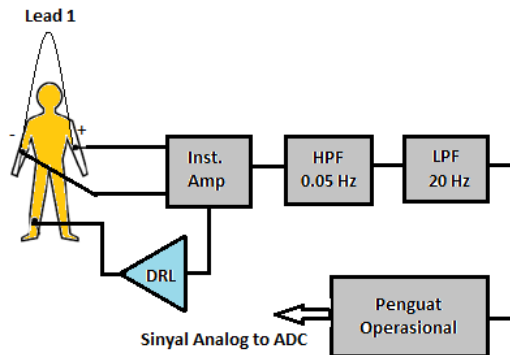 Lead 1
- +
Inst.
Amp
HPF
0.05 Hz
LPF
20 Hz
DRL
Penguat
Operasional
Sinyal Analog to ADC